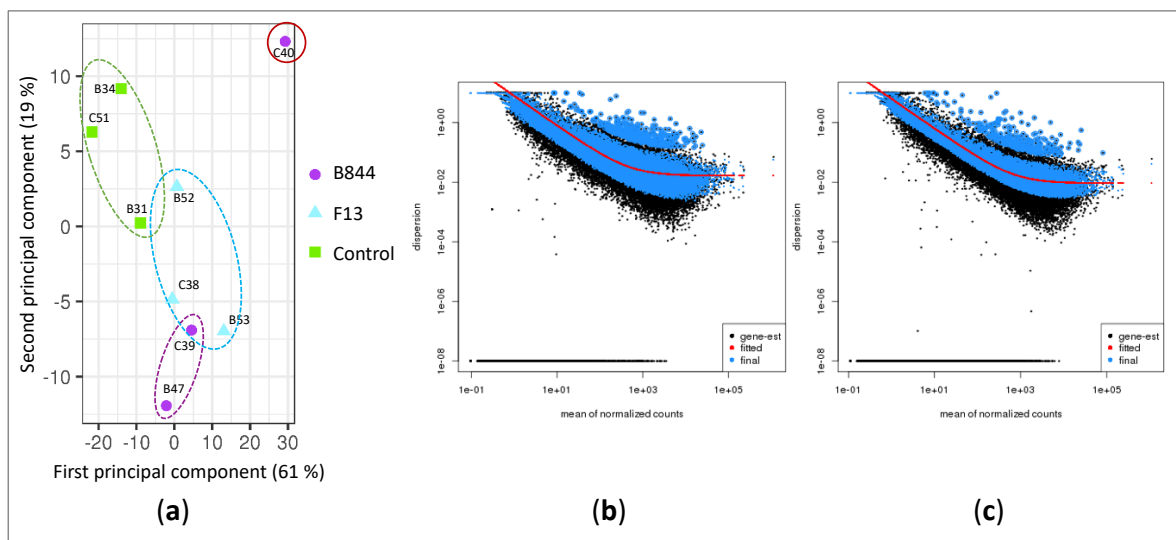 Second principal component (19 %)
10
5
0
-5
-10
C40
B34
C51
B31
B52
C38
B53
C39
B47
-20
-10
0
10
20
30
First principal component (61 %)
B844
F13
Control
(a)
dispersion
1e+00
1e-02
1e-04
1e-06
1e-08
gene-est
fitted
final
1e-01
1e+01
1e+03
1e+05
mean of normalized counts
(b)
dispersion
1e+00
1e-02
1e-04
1e-06
1e-08
gene-est
fitted
final
1e-01
1e+01
1e+03
1e+05
mean of normalized counts
(c)